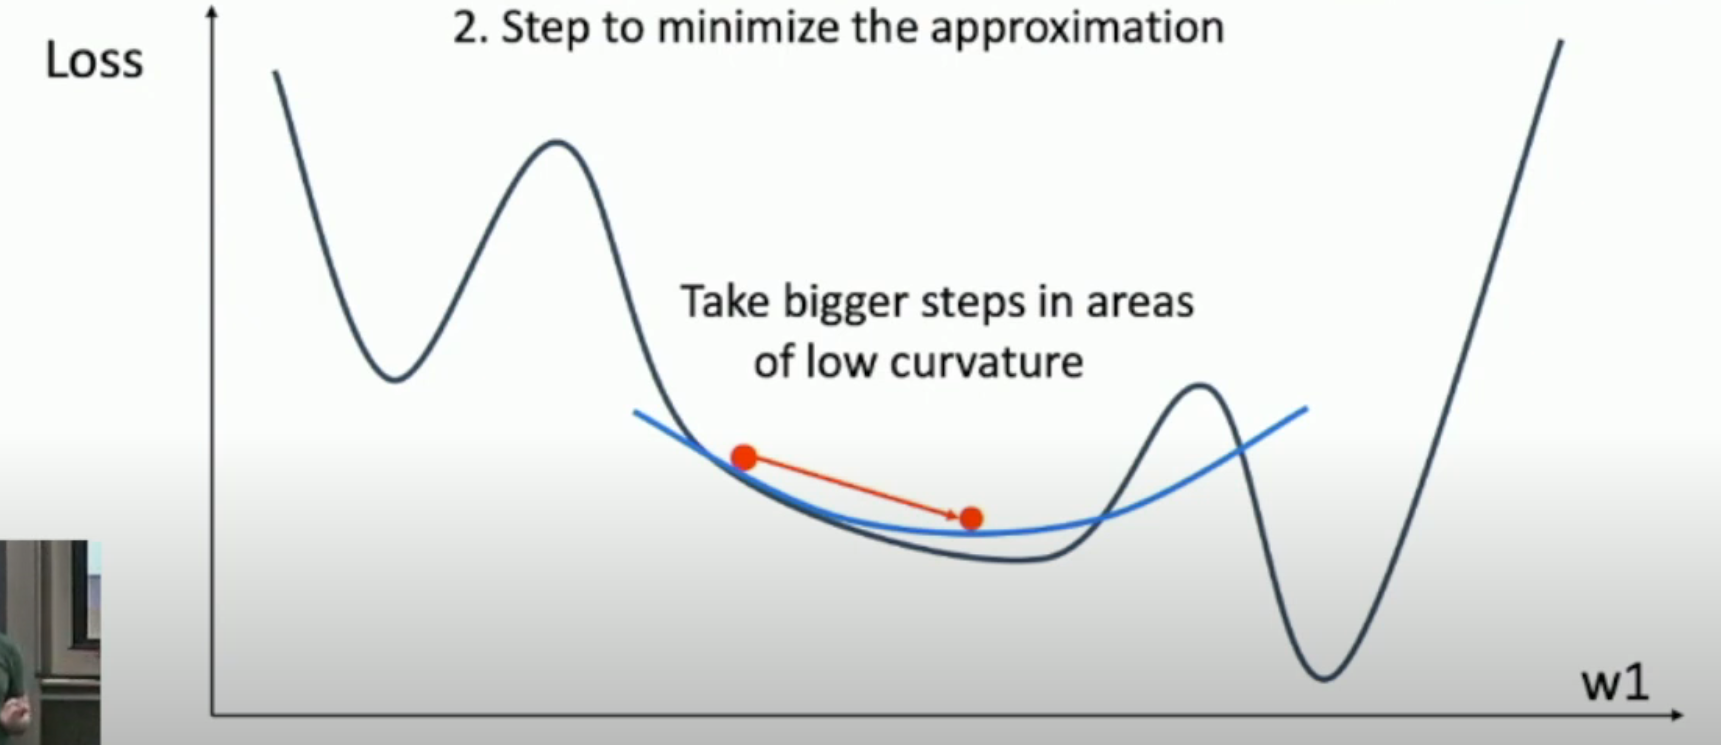 2. Step to minimize the approximation
Loss
Take bigger steps in areas
of low curvature
w1